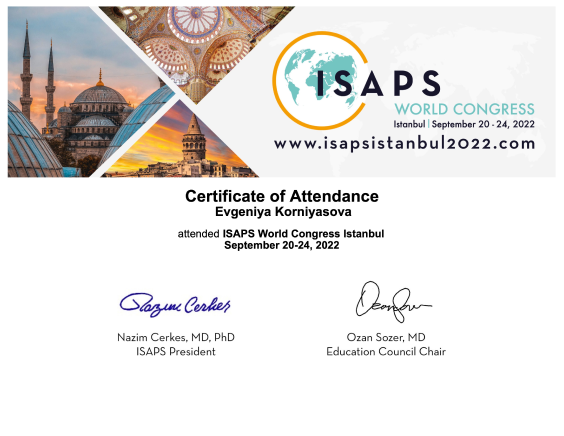 ISAPS
WORLD CONGRESS
Istanbul | September 20 - 24, 2022
www.isapsistanbul2022.com
Certificate of Attendance
Evgeniya Korniyasova
attended ISAPS World Congress Istanbul
September 20-24, 2022
Nazim Cerkes
Nazim Cerkes, MD, PhD
ISAPS President
Ozan Sozer, MD
Education Council Chair